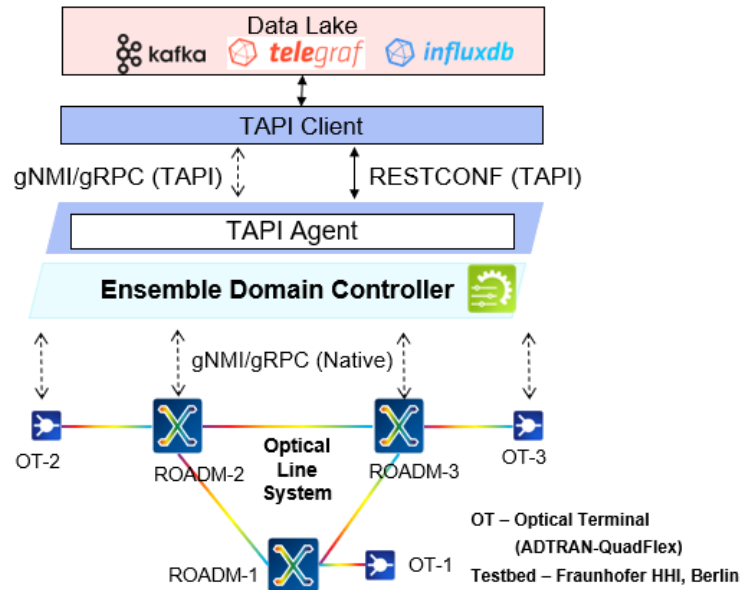 Data Lake
kafka telegraf influxdb
TAPI Client
gNMI/gRPC (TAPI) RESTCONF (TAPI)
TAPI Agent
Ensemble Domain Controller
gNMI/gRPC (Native)
OT-2
ROADM-2
Optical
Line
System
ROADM-3
OT-3
ROADM-1
OT-1
OT – Optical Terminal
(ADTRAN-QuadFlex)
Testbed – Fraunhofer HHI, Berlin